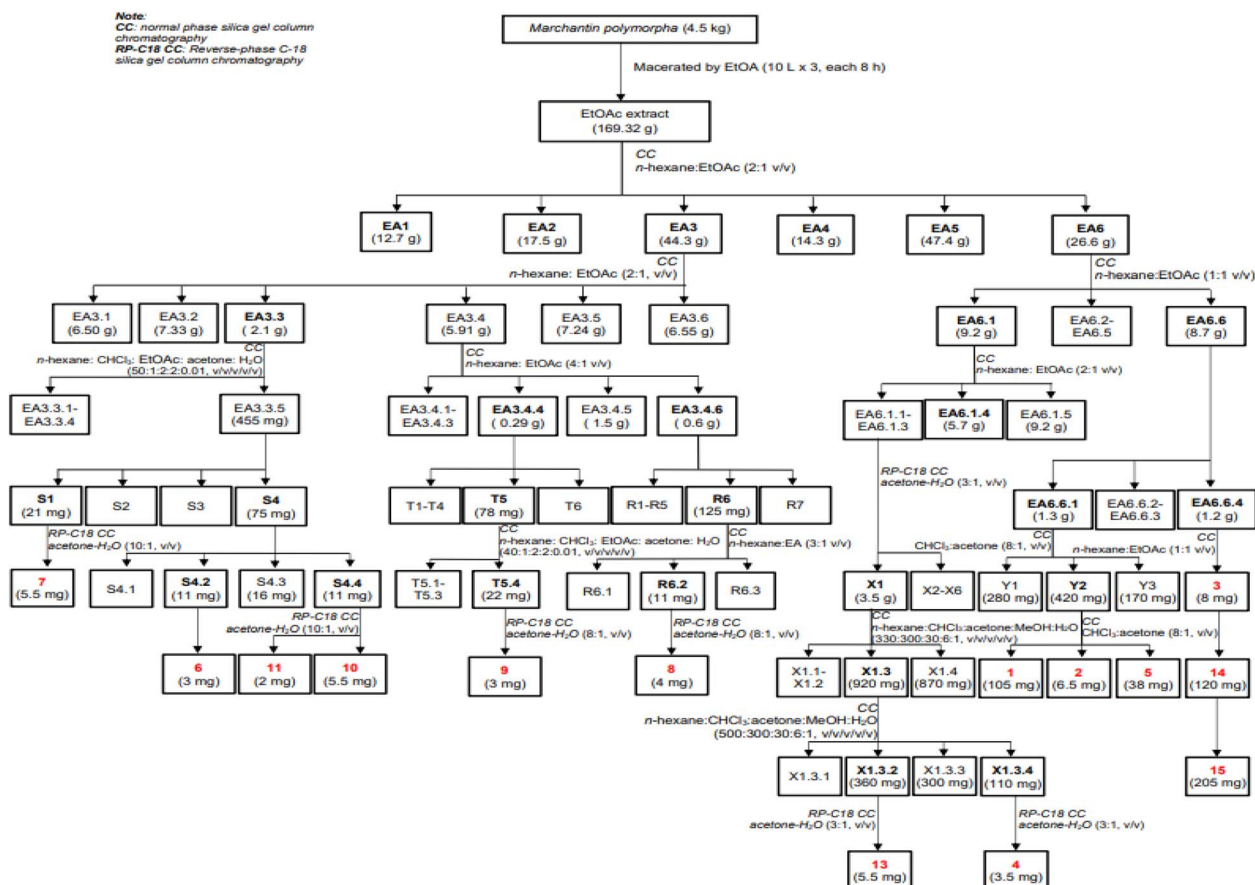 Note:
CC: normal phase silica gel column
chromatography
RP-C18 CC: Reverse-phase C-18
silica gel column chromatography
Marchantin polymorpha (4.5 kg)
Macerated by EtOA (10 L x 3, each 8 h)
EtOAc extract
(169.32 g)
CC
n-hexane:EtOAc (2:1 v/v)
EA1
(12.7 g)
EA2
(17.5 g)
EA3
(44.3 g)
EA4
(14.3 g)
EA5
(47.4 g)
EA6
(26.6 g)
CC
n-hexane: EtOAc (2:1, v/v)
CC
n-hexane:EtOAc (1:1 v/v)
EA3.1
(6.50 g)
EA3.2
(7.33 g)
EA3.3
( 2.1 g)
EA3.4
(5.91 g)
EA3.5
(7.24 g)
EA3.6
(6.55 g)
EA6.1
(9.2 g)
EA6.2-
EA6.5
EA6.6
(8.7 g)
CC
n-hexane: CHCl₃: EtOAc: acetone: H₂O
(50:1:2:2:0.01, v/v/v/v/v)
CC
n-hexane: EtOAc (4:1 v/v)
CC
n-hexane: EtOAc (2:1 v/v)
EA3.3.1-
EA3.3.4
EA3.3.5
(455 mg)
EA3.4.1-
EA3.4.3
EA3.4.4
( 0.29 g)
EA3.4.5
( 1.5 g)
EA3.4.6
( 0.6 g)
EA6.1.1-
EA6.1.3
EA6.1.4
(5.7 g)
EA6.1.5
(9.2 g)
RP-C18 CC
acetone-H₂O (3:1, v/v)
S1
(21 mg)
S2
S3
S4
(75 mg)
T1-T4
T5
(78 mg)
T6
R1-R5
R6
(125 mg)
R7
EA6.6.1
(1.3 g)
EA6.6.2-
EA6.6.3
EA6.6.4
(1.2 g)
RP-C18 CC
acetone-H₂O (10:1, v/v)
CC
n-hexane: CHCl₃: EtOAc: acetone: H₂O
(40:1:2:2:0.01, v/v/v/v/v)
CC
n-hexane:EA (3:1 v/v)
CC
CHCl₃:acetone (8:1, v/v)
CC
n-hexane:EtOAc (1:1 v/v)
7
(5.5 mg)
S4.1
S4.2
(11 mg)
S4.3
(16 mg)
S4.4
(11 mg)
T5.1-
T5.3
T5.4
(22 mg)
R6.1
R6.2
(11 mg)
R6.3
X1
(3.5 g)
X2-X6
Y1
(280 mg)
Y2
(420 mg)
Y3
(170 mg)
3
(8 mg)
RP-C18 CC
acetone-H₂O (10:1, v/v)
RP-C18 CC
acetone-H₂O (8:1, v/v)
RP-C18 CC
acetone-H₂O (8:1, v/v)
CC
n-hexane:CHCl₃:acetone:MeOH:H₂O
(330:300:30:6:1, v/v/v/v/v)
CC
CHCl₃:acetone (8:1, v/v)
6
(3 mg)
11
(2 mg)
10
(5.5 mg)
9
(3 mg)
8
(4 mg)
X1.1-
X1.2
X1.3
(920 mg)
X1.4
(870 mg)
1
(105 mg)
2
(6.5 mg)
5
(38 mg)
14
(120 mg)
CC
n-hexane:CHCl₃:acetone:MeOH:H₂O
(500:300:30:6:1, v/v/v/v/v)
X1.3.1
X1.3.2
(360 mg)
X1.3.3
(300 mg)
X1.3.4
(110 mg)
15
(205 mg)
RP-C18 CC
acetone-H₂O (3:1, v/v)
RP-C18 CC
acetone-H₂O (3:1, v/v)
13
(5.5 mg)
4
(3.5 mg)